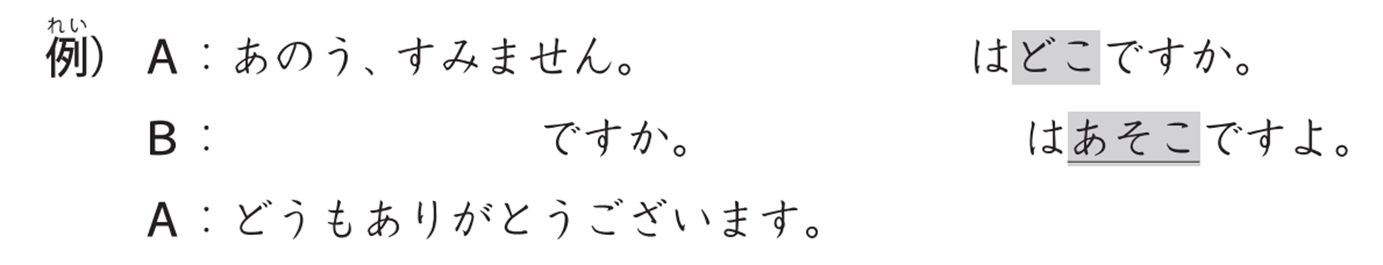 例) A:あのう、すみません。 はどこですか。
B: ですか。 はあそこですよ。
A:どうもありがとうございます。